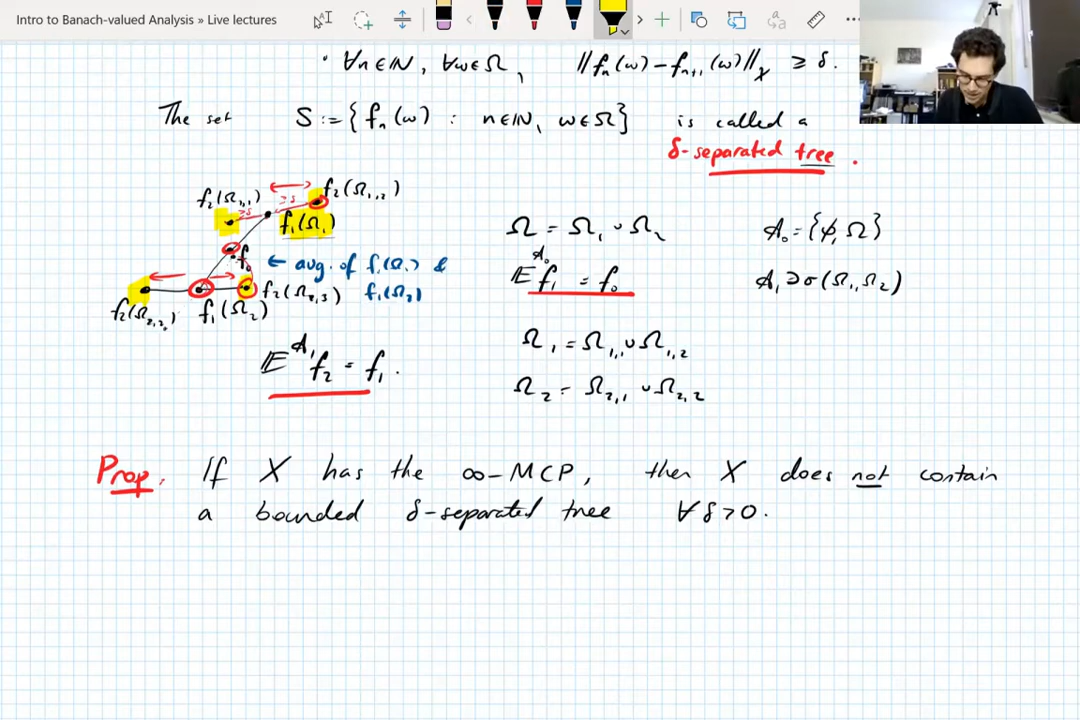 Intro to Banach-valued Analysis » Live lectures
· ∀n∈ℕ, ∀ω∈Ω, ‖fₙ(ω)-fₙ₊₁(ω)‖_X ≥ δ.
The set S:={fₙ(ω) : n∈ℕ, ω∈Ω} is called a
δ-separated tree.
f₂(Ω₁,₁) ≥δ ≥δ f₂(Ω₁,₂)
f₁(Ω₁)
Ω = Ω₁ ∪ Ω₂ A₀ = {ϕ, Ω}
f₀ ← avg. of f₁(Ω₁) &
f₁(Ω₂)
𝔼^A₀ f₁ = f₀ A₁ ⊃ σ(Ω₁, Ω₂)
f₂(Ω₂,₂) f₁(Ω₂)
Ω₁ = Ω₁,₁ ∪ Ω₁,₂
𝔼^A₁ f₂ = f₁.
Ω₂ = Ω₂,₁ ∪ Ω₂,₂
Prop. If X has the ∞-MCP, then X does not contain
a bounded δ-separated tree ∀δ>0.